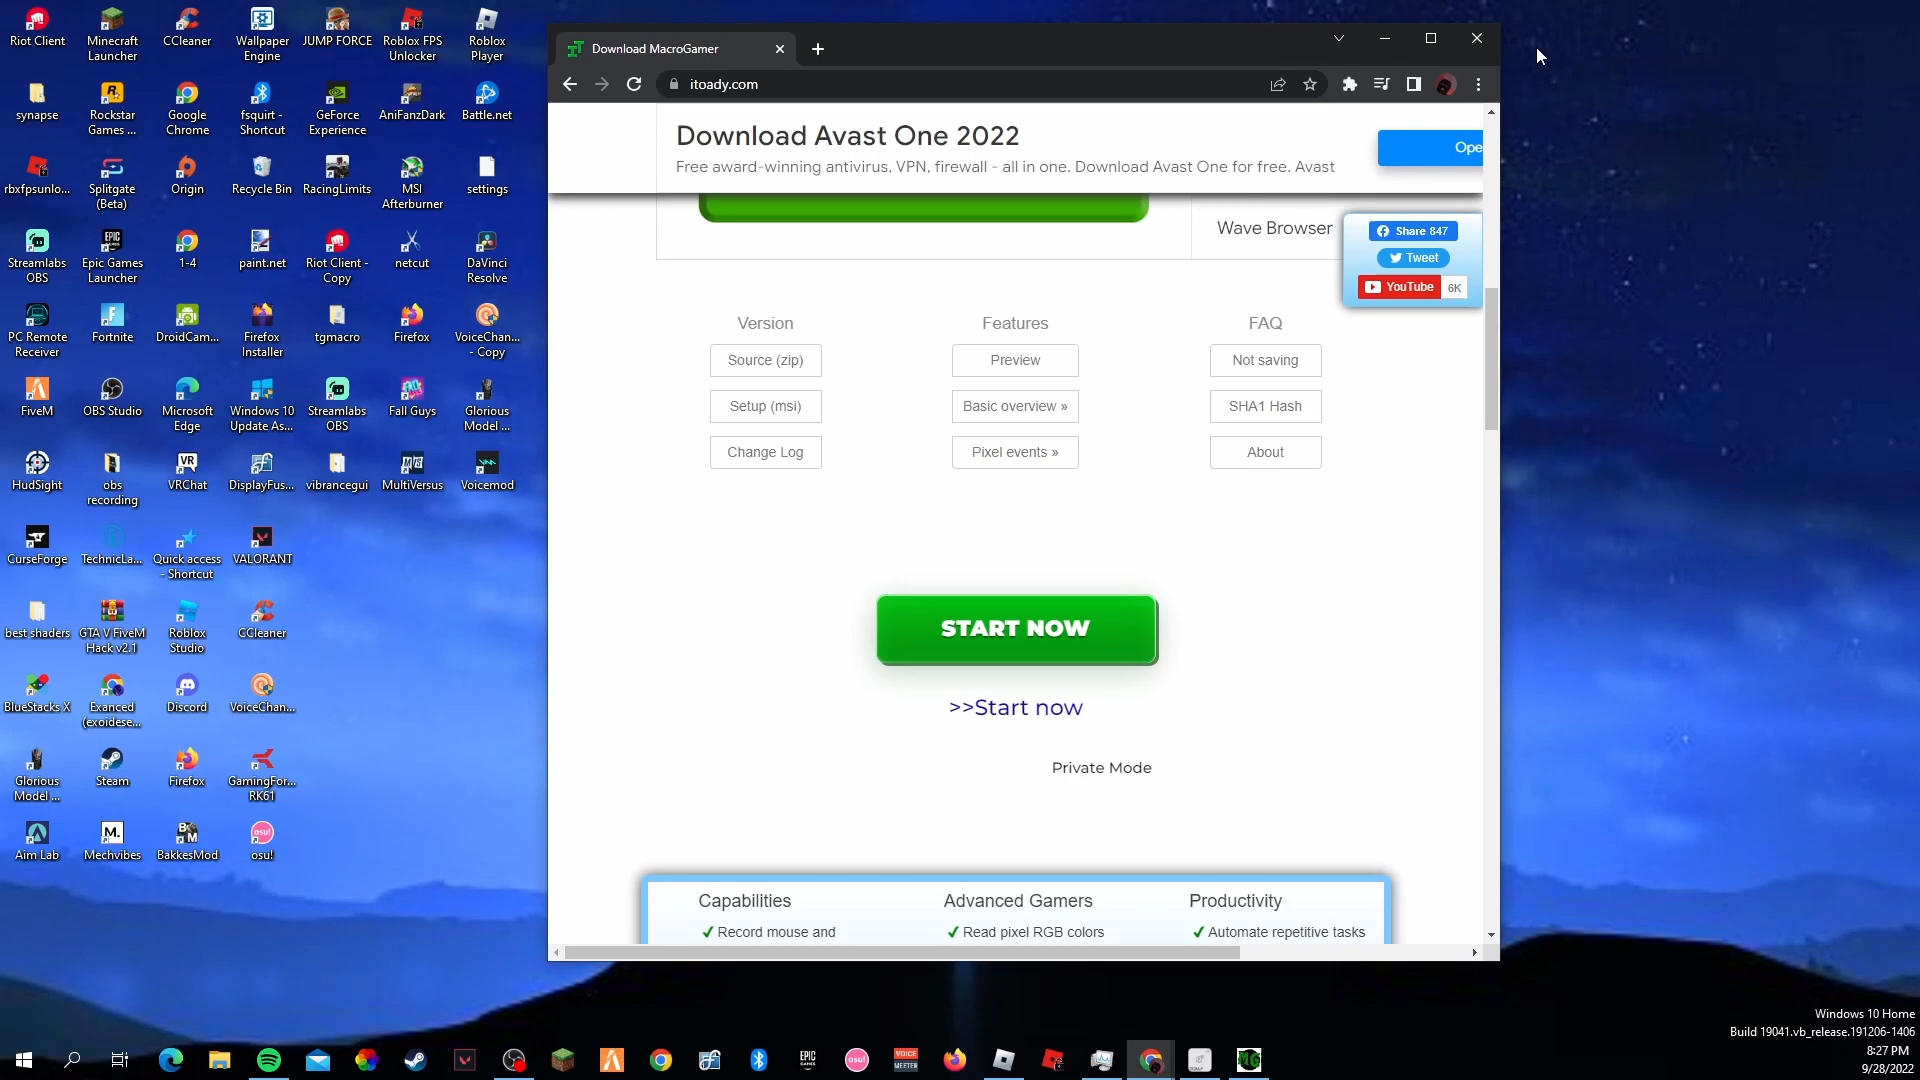 Riot Client
Minecraft
Launcher
CCleaner
Wallpaper
Engine
JUMP FORCE
Roblox FPS
Unlocker
Roblox
Player
synapse
Rockstar
Games ...
Google
Chrome
fsquirt -
Shortcut
GeForce
Experience
AniFanzDark
Battle.net
rbxfpsunlo...
Splitgate
(Beta)
Origin
Recycle Bin
RacingLimits
MSI
Afterburner
settings
Streamlabs
OBS
Epic Games
Launcher
1-4
paint.net
Riot Client -
Copy
netcut
DaVinci
Resolve
PC Remote
Receiver
Fortnite
DroidCam...
Firefox
Installer
tgmacro
Firefox
VoiceChan...
- Copy
FiveM
OBS Studio
Microsoft
Edge
Windows 10
Update As...
Streamlabs
OBS
Fall Guys
Glorious
Model ...
HudSight
obs
recording
VRChat
DisplayFus...
vibrancegui
MultiVersus
Voicemod
CurseForge
TechnicLa...
Quick access
- Shortcut
VALORANT
best shaders
GTA V FiveM
Hack v2.1
Roblox
Studio
CCleaner
BlueStacks X
Exanced
(exoidese...
Discord
VoiceChan...
Glorious
Model ...
Steam
Firefox
GamingFor...
RK61
Aim Lab
Mechvibes
BakkesMod
osu!
Download MacroGamer
itoady.com
Download Avast One 2022
Free award-winning antivirus, VPN, firewall - all in one. Download Avast One for free. Avast
Ope
Wave Browser
Share 847
Tweet
YouTube 6K
Version
Features
FAQ
Source (zip)
Preview
Not saving
Setup (msi)
Basic overview »
SHA1 Hash
Change Log
Pixel events »
About
START NOW
>>Start now
Private Mode
Capabilities
Advanced Gamers
Productivity
✓ Record mouse and
✓ Read pixel RGB colors
✓ Automate repetitive tasks
Windows 10 Home
Build 19041.vb_release.191206-1406
8:27 PM
9/28/2022